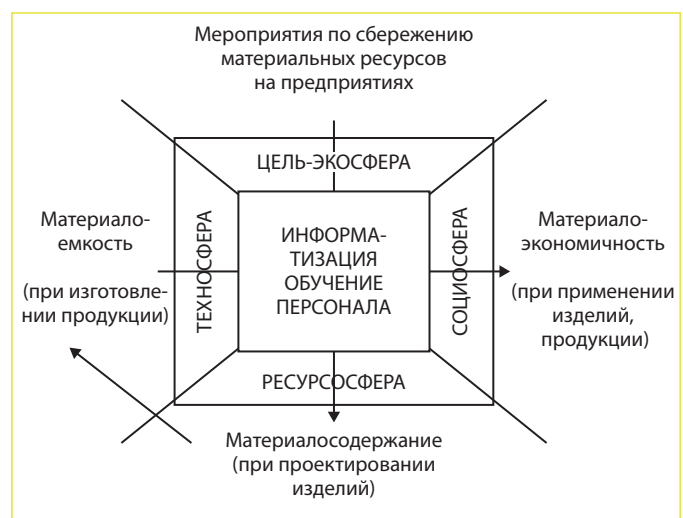 Мероприятия по сбережению
материальных ресурсов
на предприятиях
ЦЕЛЬ-ЭКОСФЕРА
Материало-
емкость
(при изготовле-
нии продукции)
ТЕХНОСФЕРА
ИНФОРМА-
ТИЗАЦИЯ
ОБУЧЕНИЕ
ПЕРСОНАЛА
СОЦИОСФЕРА
Материало-
экономичность
(при применении
изделий,
продукции)
РЕСУРСОСФЕРА
Материалосодержание
(при проектировании
изделий)